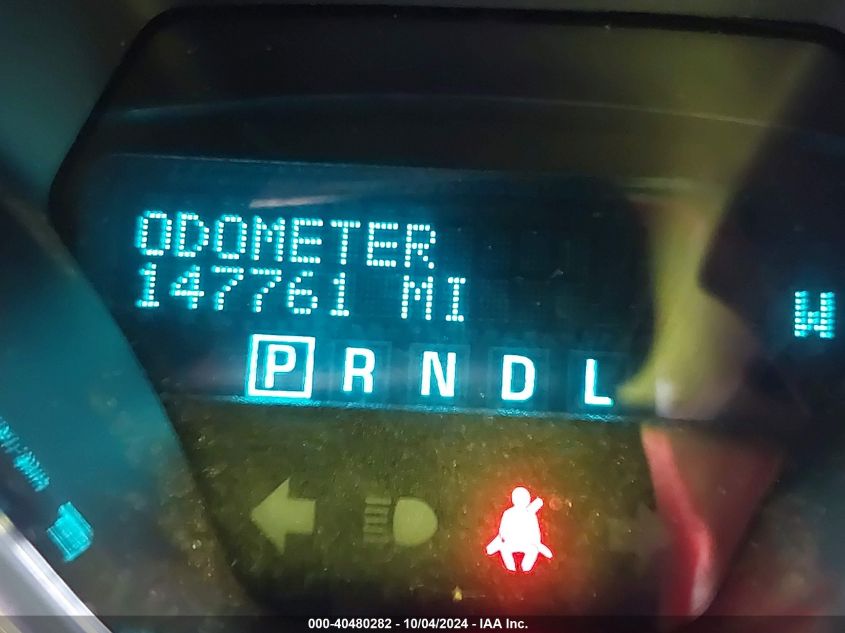 ODOMETER
147761 MI
W
P R N D L
000-40480282 - 10/04/2024 - IAA Inc.